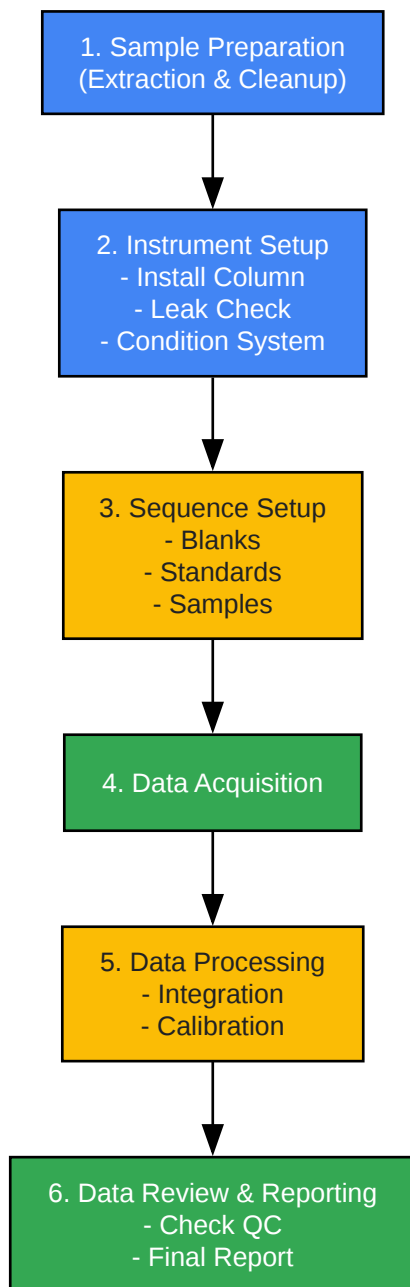 1. Sample Preparation
(Extraction & Cleanup)
2. Instrument Setup
- Install Column
- Leak Check
- Condition System
3. Sequence Setup
- Blanks
- Standards
- Samples
4. Data Acquisition
5. Data Processing
- Integration
- Calibration
6. Data Review & Reporting
- Check QC
- Final Report